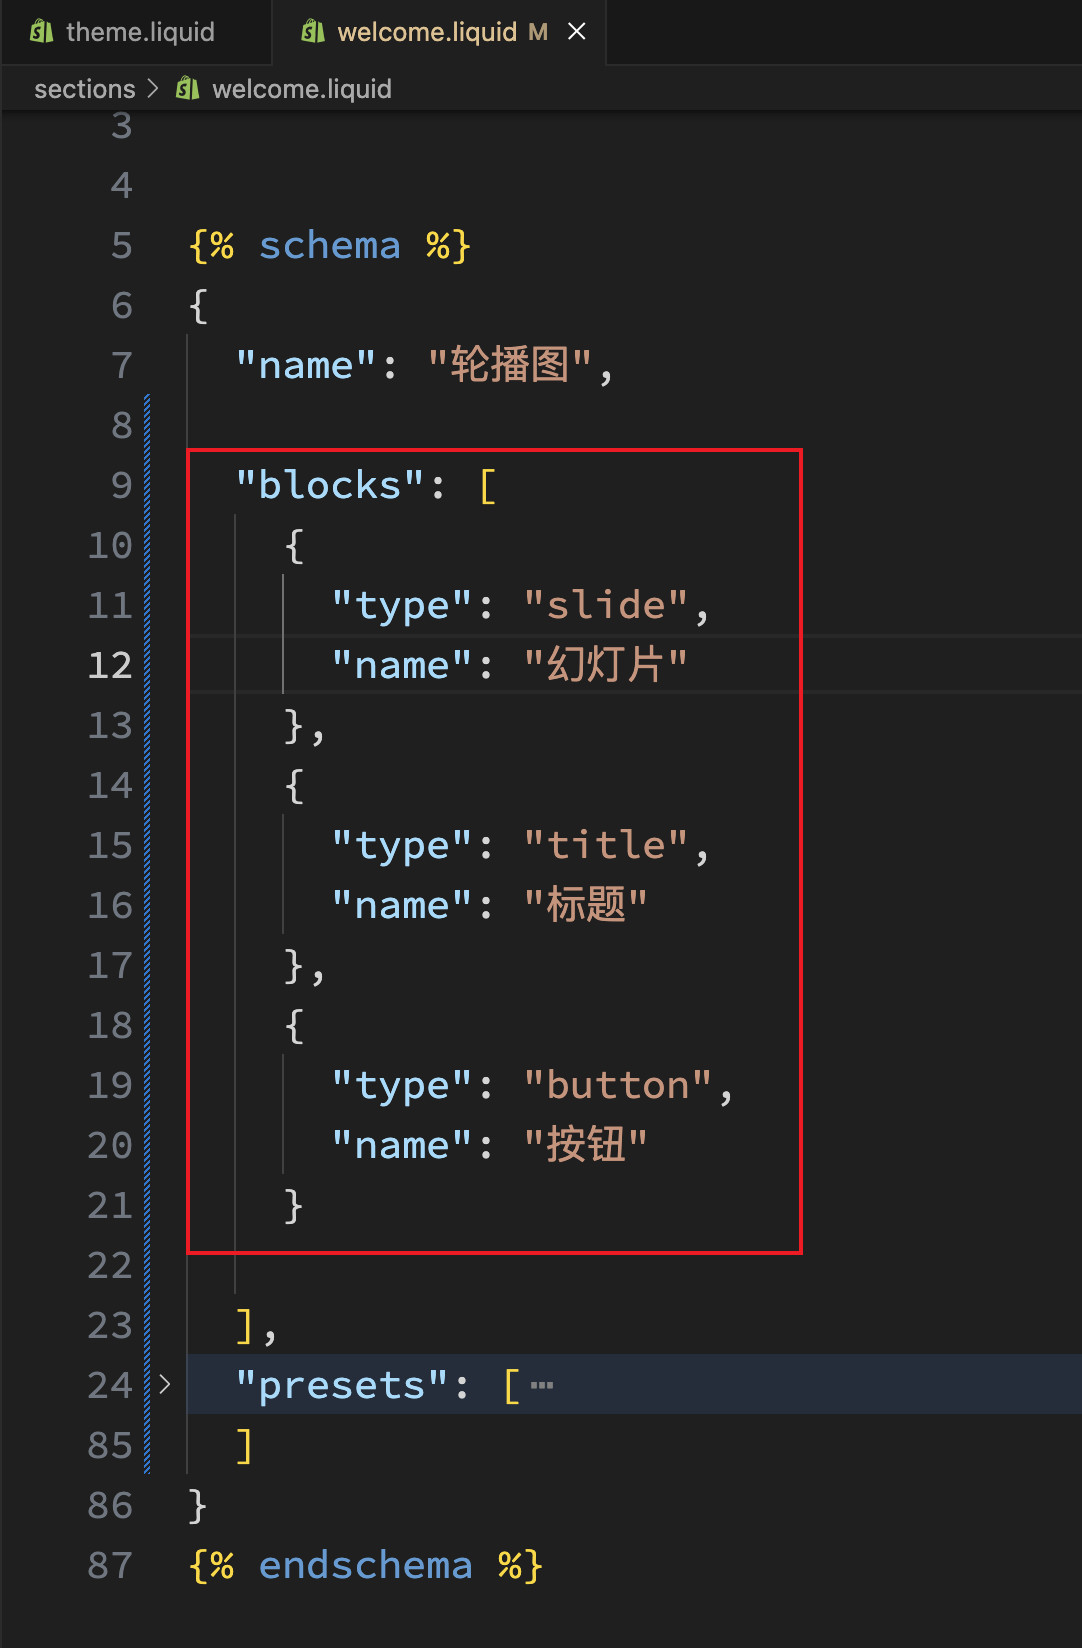 theme.liquid welcome.liquid M
sections > welcome.liquid
3
4
5 {% schema %}
6 {
7 "name": "轮播图",
8
9 "blocks": [
10 {
11 "type": "slide",
12 "name": "幻灯片"
13 },
14 {
15 "type": "title",
16 "name": "标题"
17 },
18 {
19 "type": "button",
20 "name": "按钮"
21 }
22
23 ],
24 "presets": [ ⋯
85 ]
86 }
87 {% endschema %}